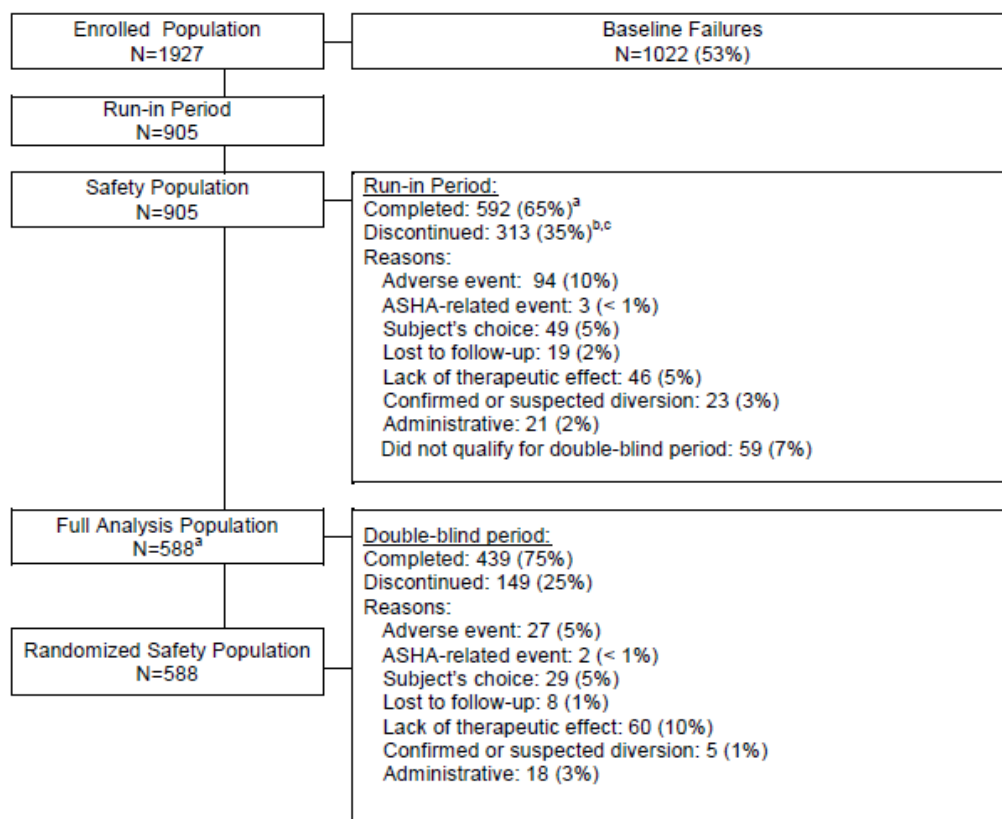 Enrolled Population
N=1927
Baseline Failures
N=1022 (53%)
Run-in Period
N=905
Safety Population
N=905
Run-in Period:
Completed: 592 (65%)a
Discontinued: 313 (35%)b,c
Reasons:
Adverse event: 94 (10%)
ASHA-related event: 3 (< 1%)
Subject's choice: 49 (5%)
Lost to follow-up: 19 (2%)
Lack of therapeutic effect: 46 (5%)
Confirmed or suspected diversion: 23 (3%)
Administrative: 21 (2%)
Did not qualify for double-blind period: 59 (7%)
Full Analysis Population
N=588a
Double-blind period:
Completed: 439 (75%)
Discontinued: 149 (25%)
Reasons:
Adverse event: 27 (5%)
ASHA-related event: 2 (< 1%)
Subject's choice: 29 (5%)
Lost to follow-up: 8 (1%)
Lack of therapeutic effect: 60 (10%)
Confirmed or suspected diversion: 5 (1%)
Administrative: 18 (3%)
Randomized Safety Population
N=588